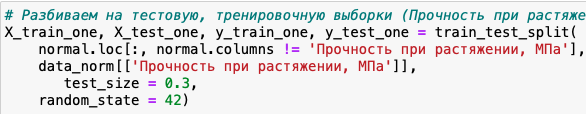 # Разбиваем на тестовую, тренировочную выборки (Прочность при растяже
X_train_one, X_test_one, y_train_one, y_test_one = train_test_split(
normal.loc[:, normal.columns != 'Прочность при растяжении, МПа'],
data_norm[['Прочность при растяжении, МПа']],
test_size = 0.3,
random_state = 42)